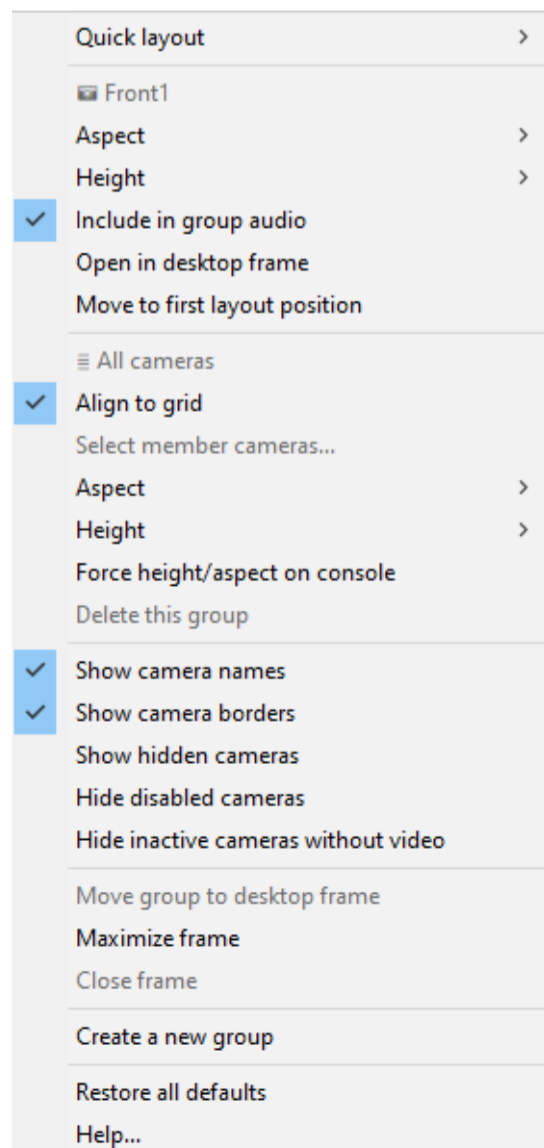 Quick layout
Front1
Aspect
Height
Include in group audio
Open in desktop frame
Move to first layout position
All cameras
Align to grid
Select member cameras...
Aspect
Height
Force height/aspect on console
Delete this group
Show camera names
Show camera borders
Show hidden cameras
Hide disabled cameras
Hide inactive cameras without video
Move group to desktop frame
Maximize frame
Close frame
Create a new group
Restore all defaults
Help...